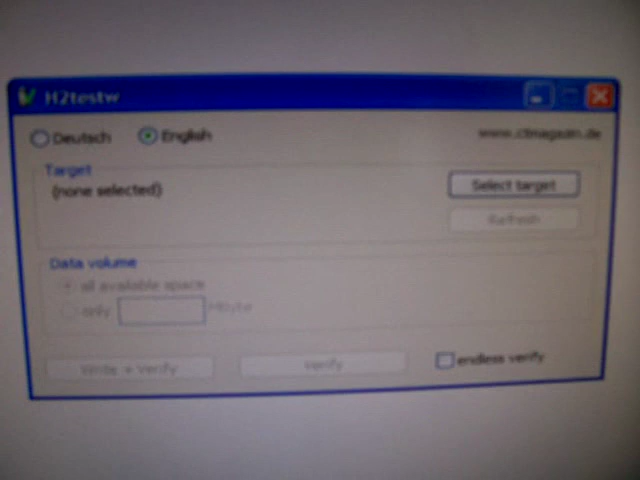 H2testw
Deutsch English www.ctmagazin.de
Target
(none selected)
Select target
Refresh
Data volume
all available space
only MByte
Write + Verify Verify endless verify